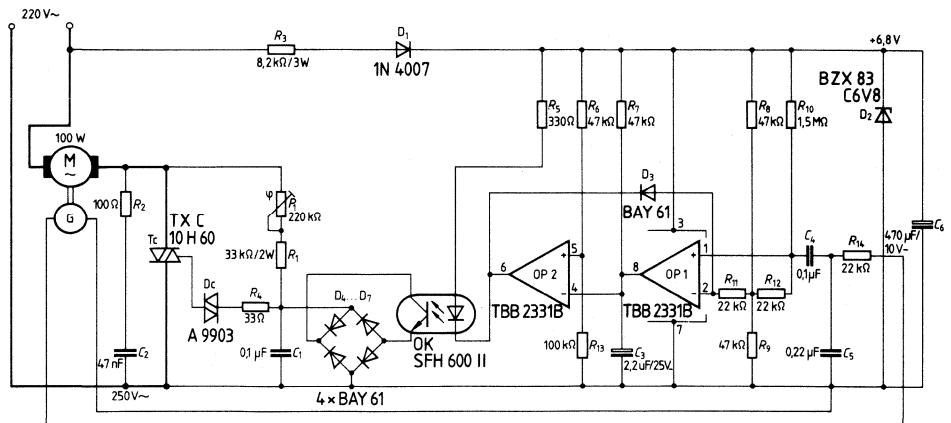 220 V~
R3
8,2kΩ/3W
D1
1N 4007
+6,8V
BZX 83
C6V8
D2
R5
330Ω
R6
47kΩ
R7
47kΩ
R8
47kΩ
R10
1,5MΩ
100 W
M
~
G
100Ω
R2
TX C
10 H 60
Tc
φ
P1
220 kΩ
33 kΩ/2W
R1
D3
BAY 61
3
470 µF/
10V-
C6
C4
0,1µF
R14
22 kΩ
5
+
6
OP 2
-
4
TBB 2331B
1
+
8
OP 1
-
2
TBB 2331B
7
R11
22 kΩ
R12
22 kΩ
Dc
A 9903
R4
33Ω
D4...D7
OK
SFH 600 II
47nF
C2
250V~
0,1 µF
C1
4 × BAY 61
100 kΩ
R13
C3
2,2uF/25V-
47 kΩ
R9
0,22 µF
C5